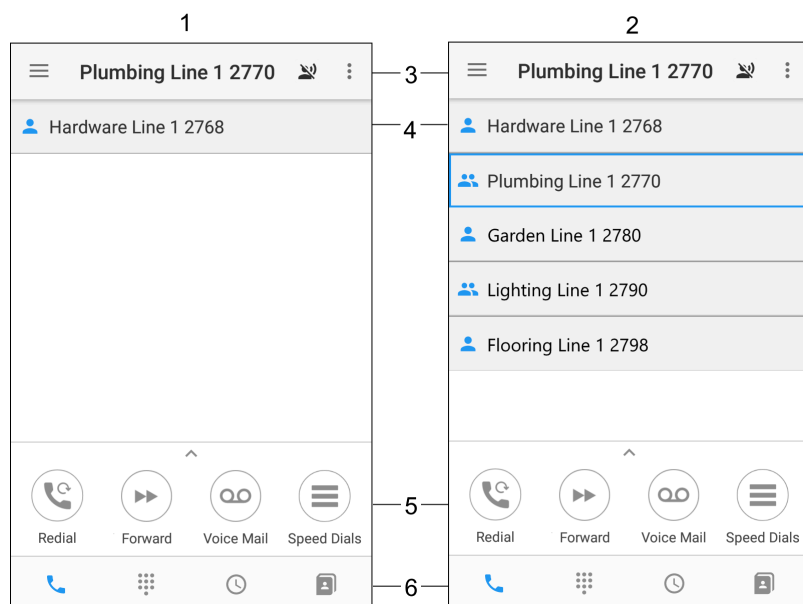 1
2
Plumbing Line 1 2770
3
Plumbing Line 1 2770
Hardware Line 1 2768
4
Hardware Line 1 2768
Plumbing Line 1 2770
Garden Line 1 2780
Lighting Line 1 2790
Flooring Line 1 2798
5
Redial Forward Voice Mail Speed Dials
Redial Forward Voice Mail Speed Dials
6